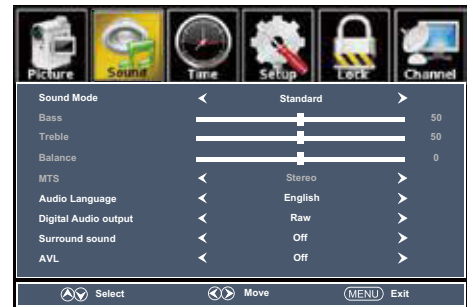 Picture Sound Time Setup Lock Channel
Sound Mode Standard
Bass 50
Treble 50
Balance 0
MTS Stereo
Audio Language English
Digital Audio output Raw
Surround sound Off
AVL Off
Select Move MENU Exit